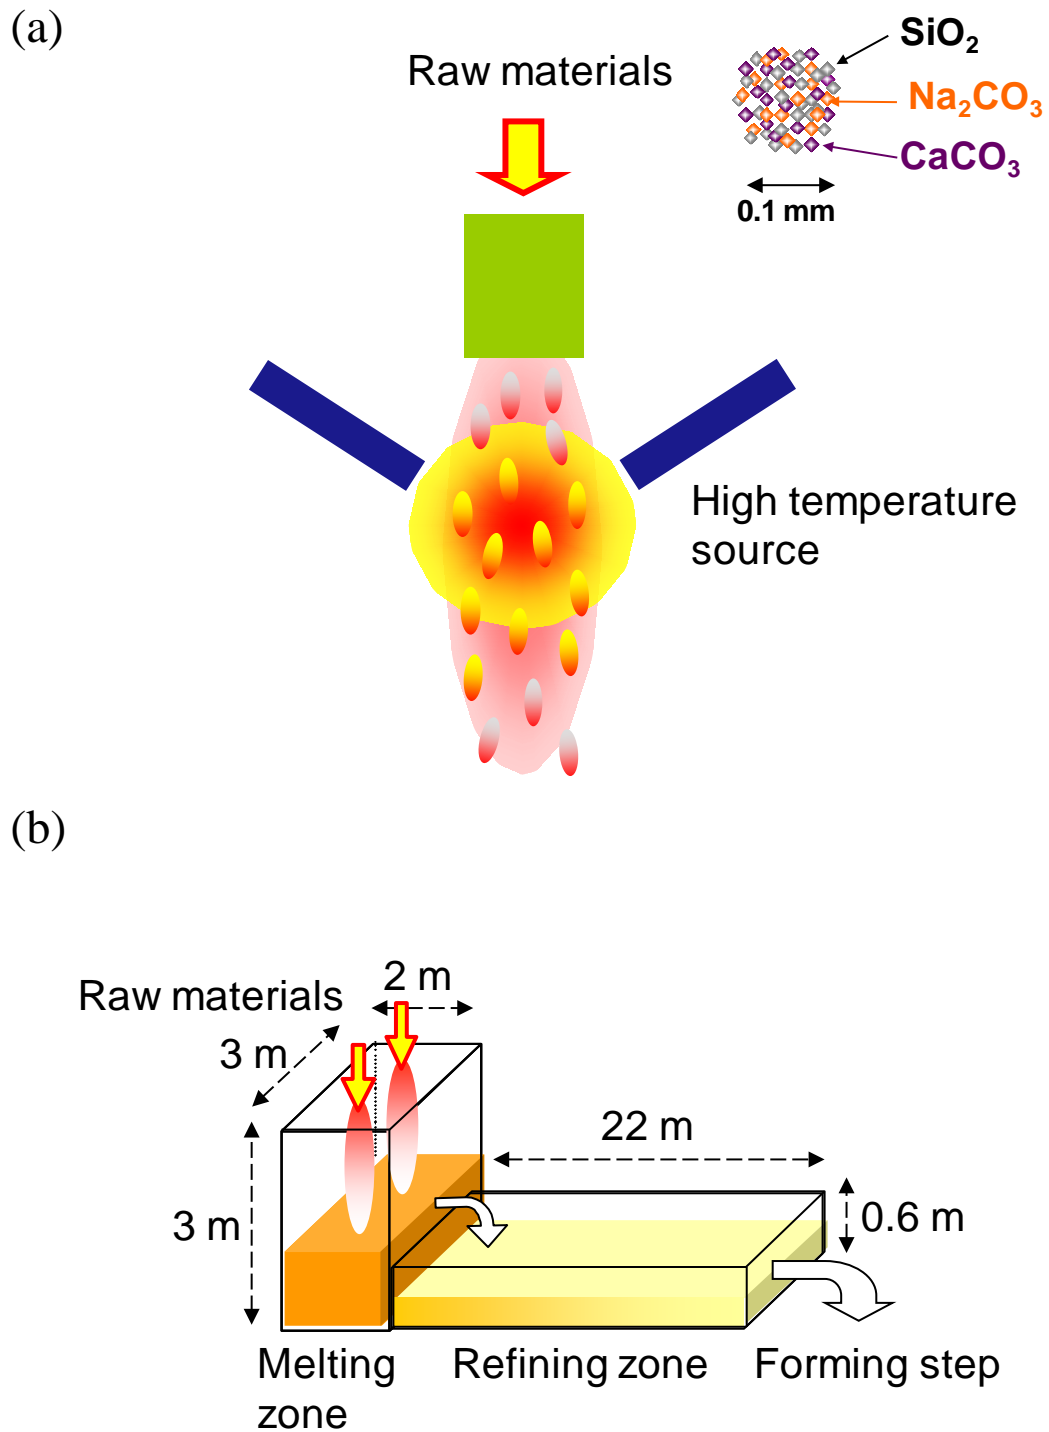 (a)
SiO₂
Raw materials
Na₂CO₃
CaCO₃
0.1 mm
High temperature
source
(b)
2 m
Raw materials
3 m
22 m
3 m
0.6 m
Melting
zone
Refining zone
Forming step